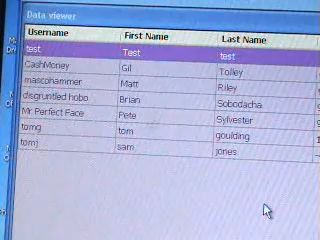 Data viewer
Username First Name Last Name
test Test test
CashMoney Gil Tolley
mascohammer Matt Riley
disgruntled hobo Brian Sobodacha
Mr Perfect Face Pete Sylvester
tomg tom goulding
tomj sam jones